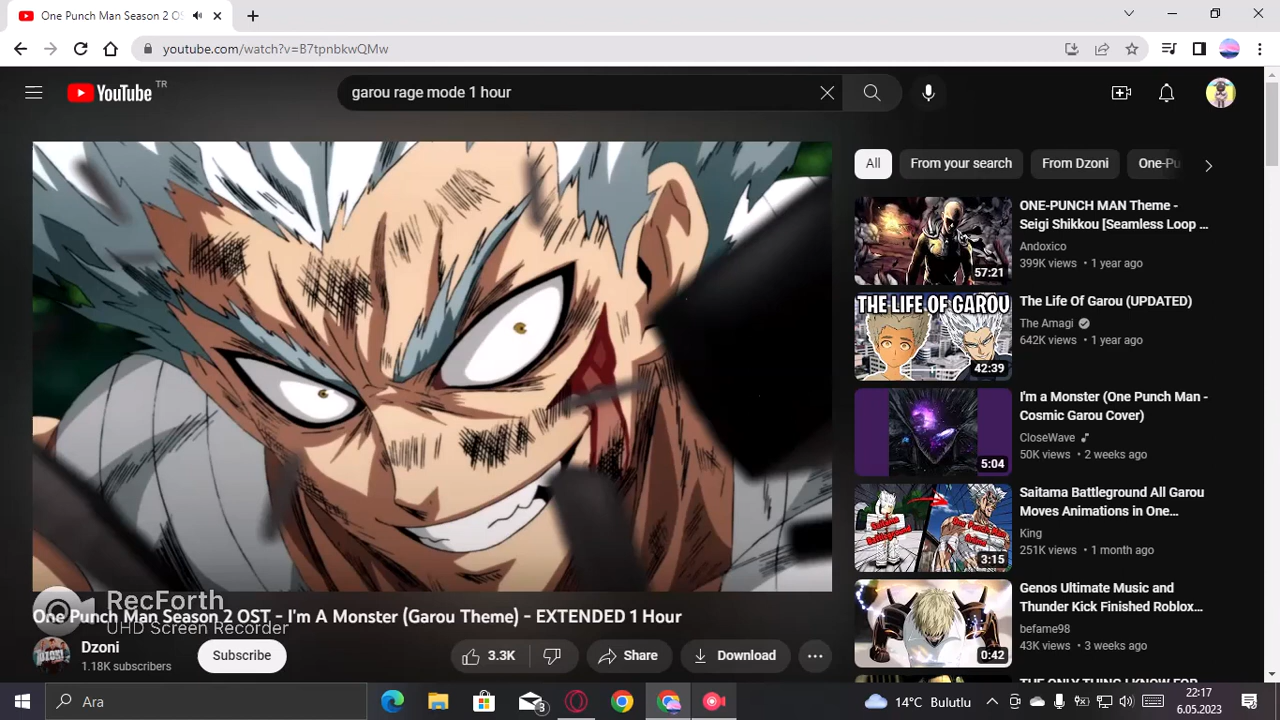 One Punch Man Season 2 OS
youtube.com/watch?v=B7tpnbkwQMw
YouTube TR
garou rage mode 1 hour
All
From your search
From Dzoni
One-Pu
ONE-PUNCH MAN Theme -
Seigi Shikkou [Seamless Loop ...
Andoxico
399K views • 1 year ago
57:21
THE LIFE OF GAROU
42:39
The Life Of Garou (UPDATED)
The Amagi
642K views • 1 year ago
I'm a Monster (One Punch Man -
Cosmic Garou Cover)
CloseWave
50K views • 2 weeks ago
5:04
3:15
Saitama Battleground All Garou
Moves Animations in One...
King
251K views • 1 month ago
Genos Ultimate Music and
Thunder Kick Finished Roblox...
befame98
43K views • 3 weeks ago
0:42
RecForth
UHD Screen Recorder
One Punch Man Season 2 OST - I'm A Monster (Garou Theme) - EXTENDED 1 Hour
Dzoni
1.18K subscribers
Subscribe
3.3K
Share
Download
Ara
3
14°C Bulutlu
22:17
6.05.2023